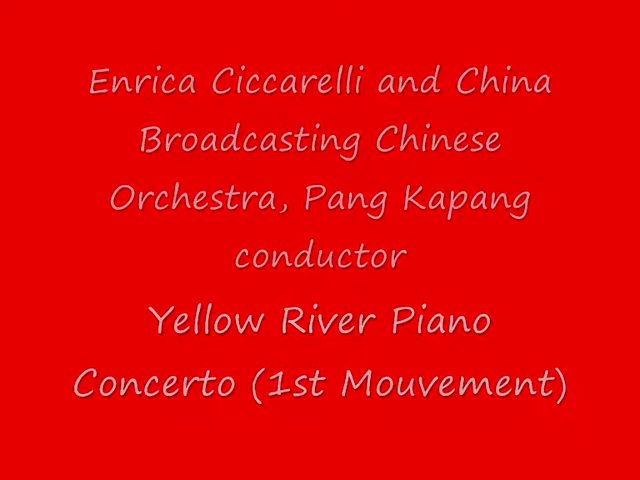 Enrica Ciccarelli and China
Broadcasting Chinese
Orchestra, Pang Kapang
conductor
Yellow River Piano
Concerto (1st Mouvement)